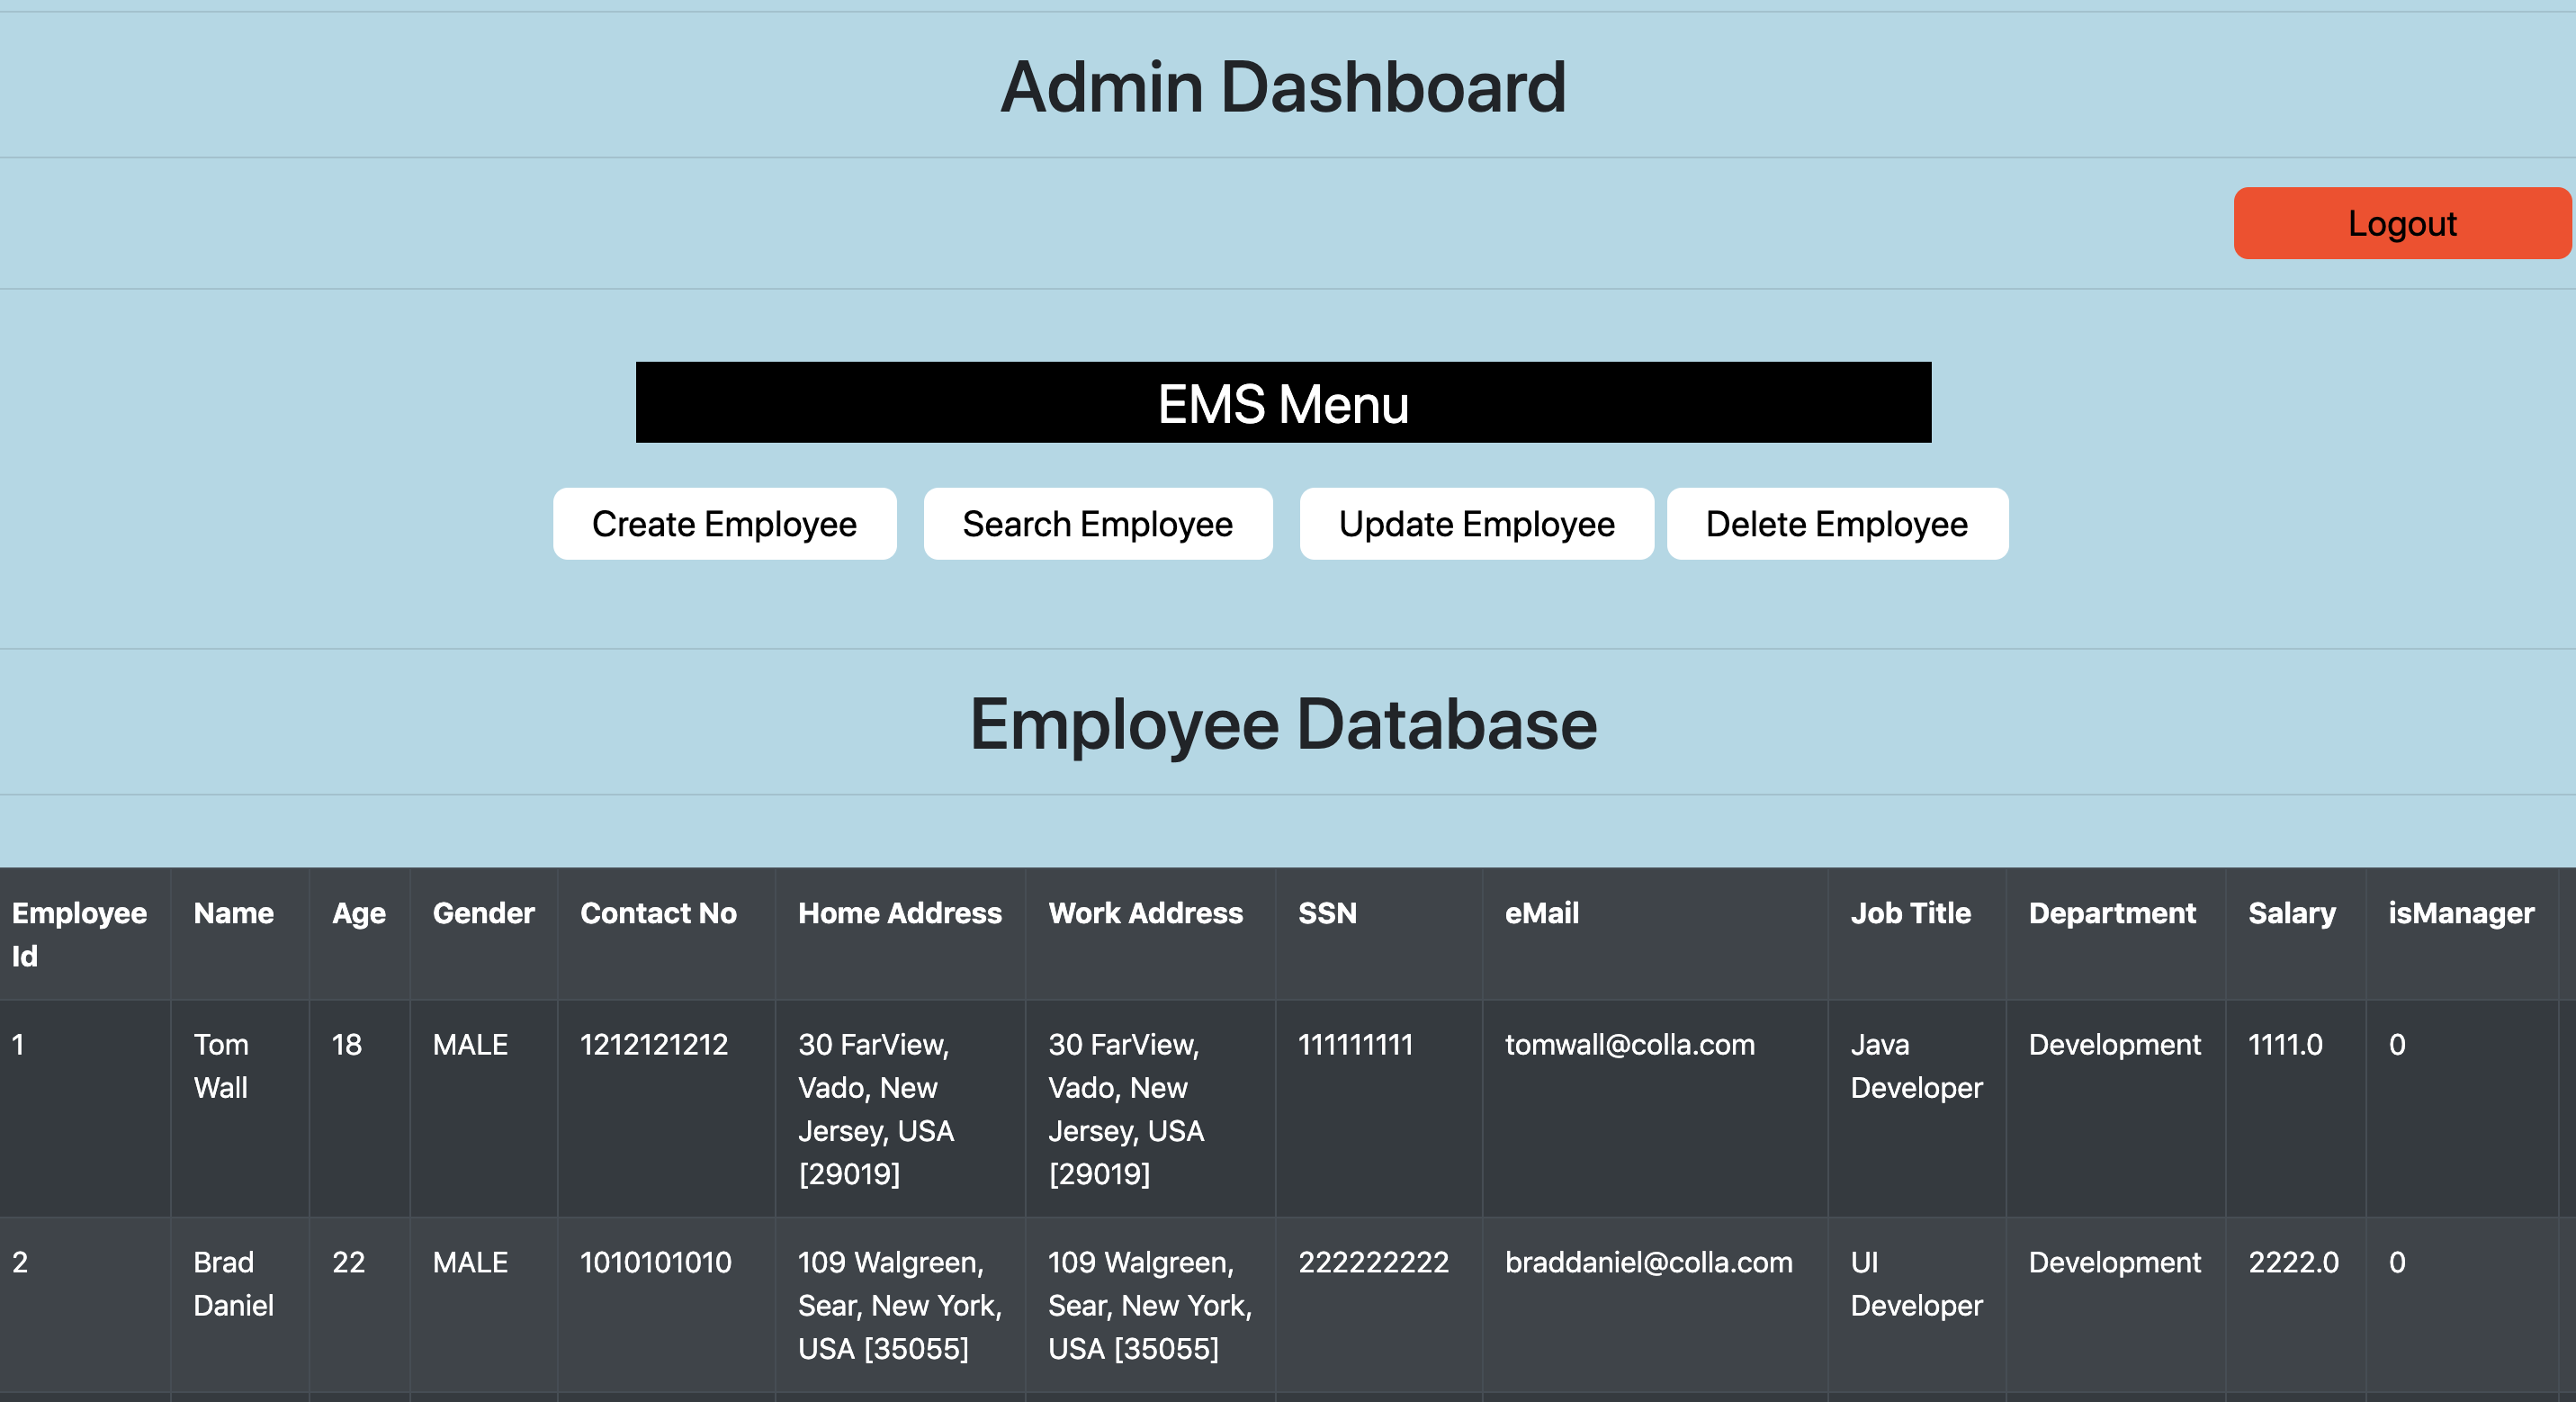 Admin Dashboard
Logout
EMS Menu
Create Employee Search Employee Update Employee Delete Employee
Employee Database
Employee Name Age Gender Contact No Home Address Work Address SSN eMail Job Title Department Salary isManager
Id
1 Tom 18 MALE 1212121212 30 FarView, 30 FarView, 111111111 tomwall@colla.com Java Development 1111.0 0
Wall Vado, New Vado, New Developer
Jersey, USA Jersey, USA
[29019] [29019]
2 Brad 22 MALE 1010101010 109 Walgreen, 109 Walgreen, 222222222 braddaniel@colla.com UI Development 2222.0 0
Daniel Sear, New York, Sear, New York, Developer
USA [35055] USA [35055]